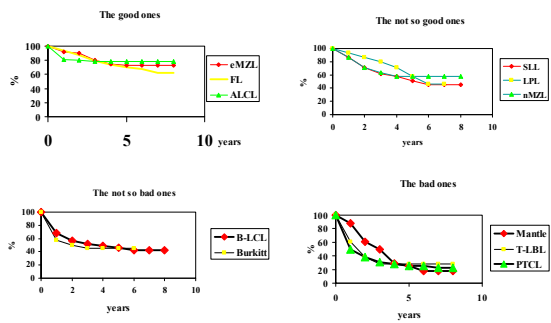 The good ones
100
80
60
40
20
0
%
0 5 10 years
eMZL
FL
ALCL
The not so good ones
100
80
60
40
20
0
%
0 2 4 6 8 10
years
SLL
LPL
nMZL
The not so bad ones
100
80
60
40
20
0
%
0 2 4 6 8 10
years
B-LCL
Burkitt
The bad ones
100
80
60
40
20
0
%
0 5 10
years
Mantle
T-LBL
PTCL